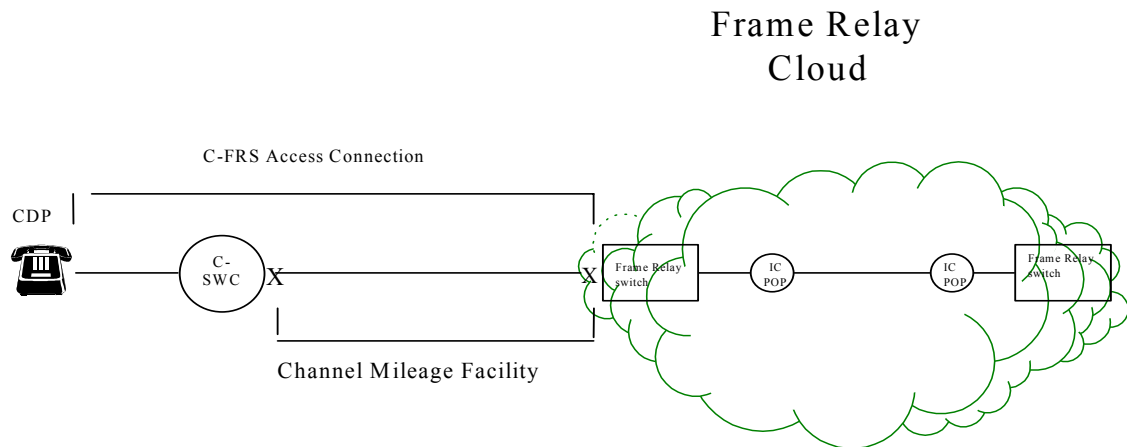 Frame Relay
Cloud
C-FRS Access Connection
CDP
C-
SWC
X
X
Frame Relay
switch
IC
POP
IC
POP
Frame Relay
switch
Channel Mileage Facility